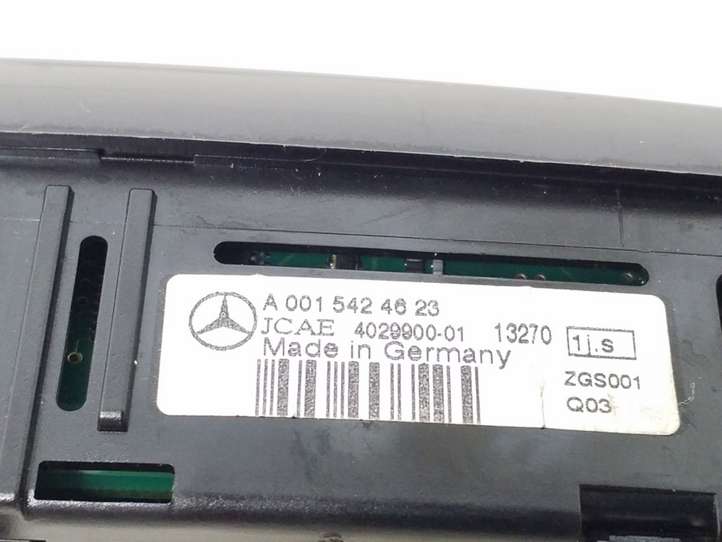 A 001 542 46 23
JCAE 4029900-01 13270 1j.s
Made in Germany
ZGS001
Q03